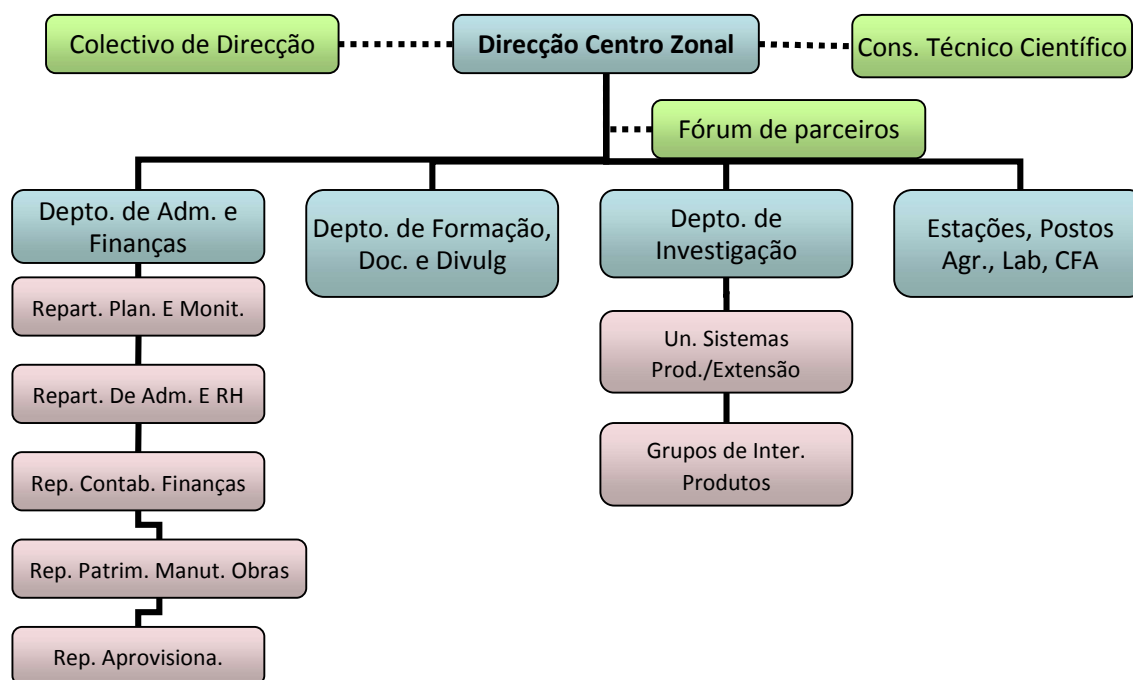 Colectivo de Direcção
Direcção Centro Zonal
Cons. Técnico Científico
Fórum de parceiros
Depto. de Adm. e
Finanças
Depto. de Formação,
Doc. e Divulg
Depto. de
Investigação
Estações, Postos
Agr., Lab, CFA
Repart. Plan. E Monit.
Repart. De Adm. E RH
Rep. Contab. Finanças
Rep. Patrim. Manut. Obras
Rep. Aprovisiona.
Un. Sistemas
Prod./Extensão
Grupos de Inter.
Produtos